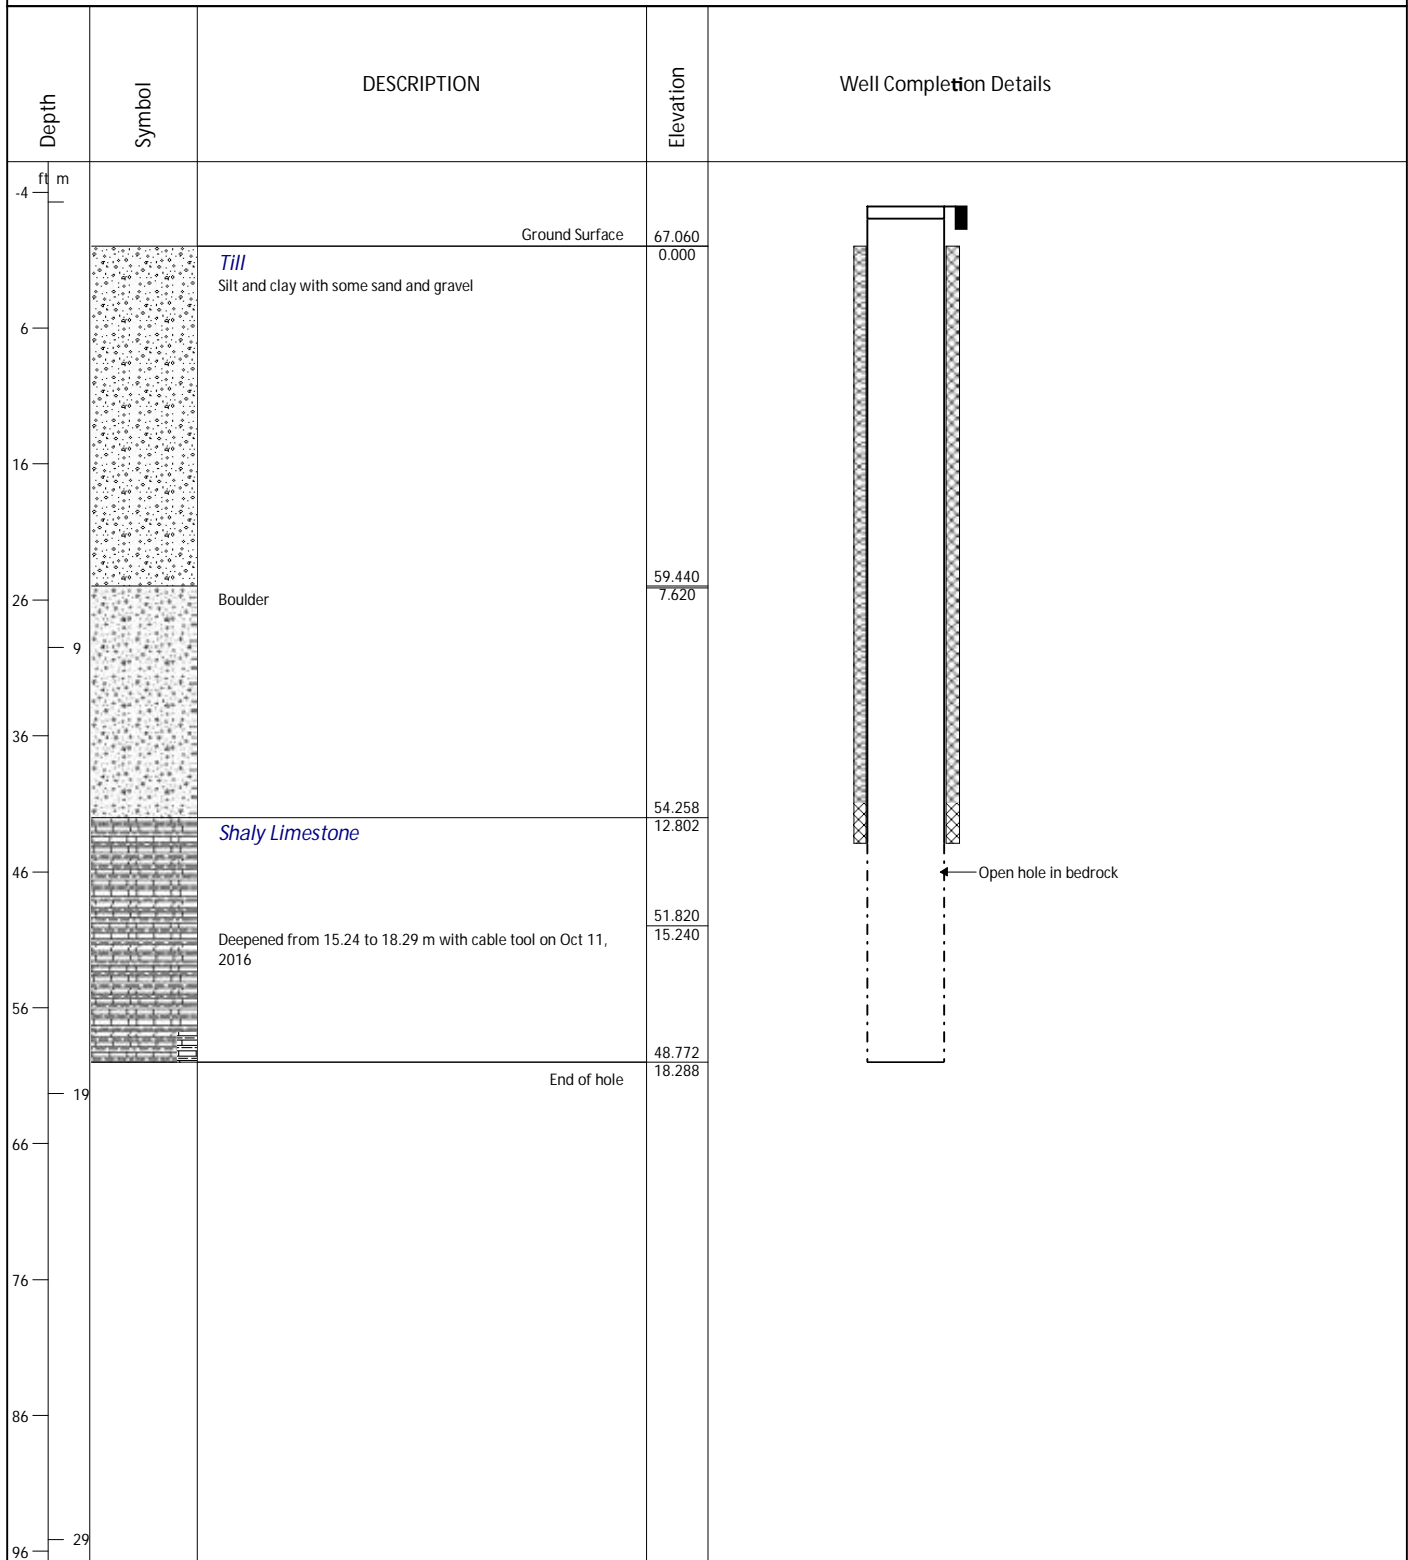 Depth
Symbol
DESCRIPTION
Elevation
Well Completion Details
ft m
-4
Ground Surface
67.060
0.000
Till
Silt and clay with some sand and gravel
6
16
59.440
7.620
26
Boulder
9
36
54.258
12.802
Shaly Limestone
46
Open hole in bedrock
51.820
15.240
Deepened from 15.24 to 18.29 m with cable tool on Oct 11,
2016
56
48.772
18.288
End of hole
19
66
76
86
29
96